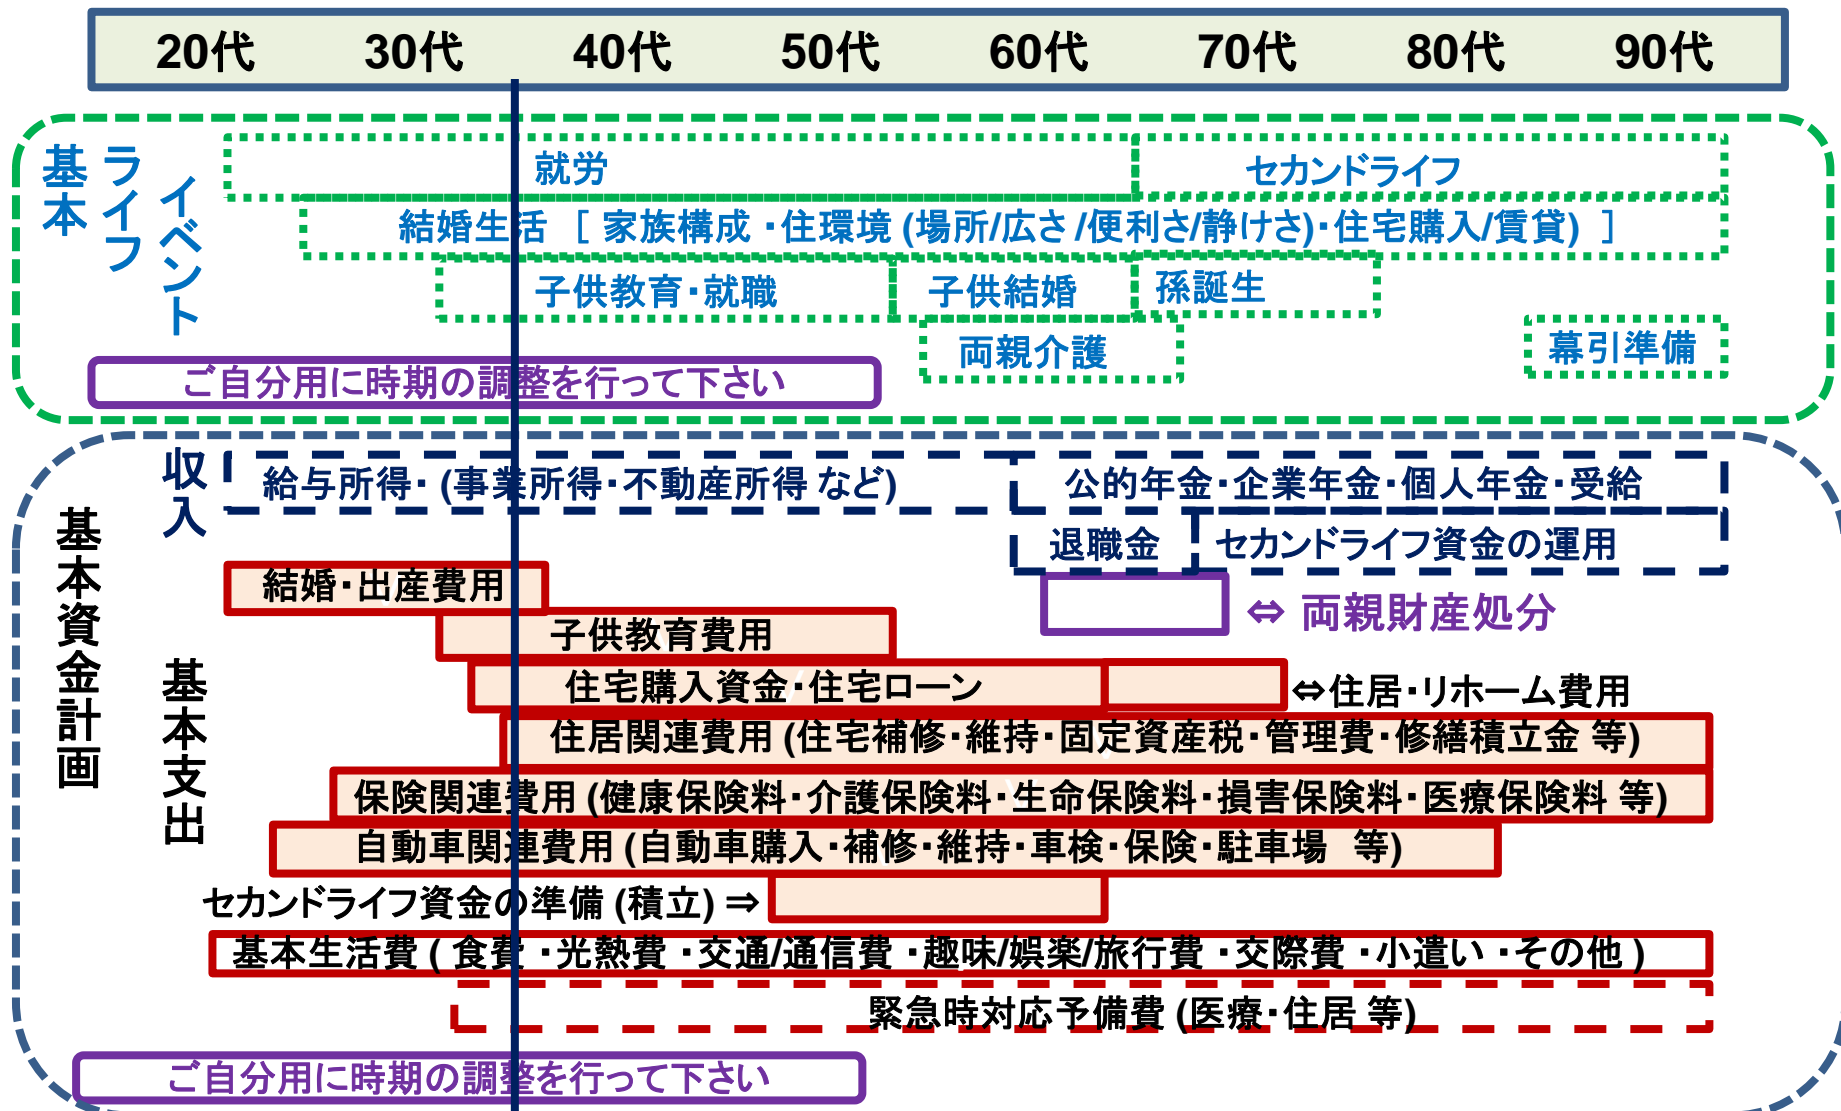 20代 30代 40代 50代 60代 70代 80代 90代
基本
ライフ
イベント
就労
セカンドライフ
結婚生活 [ 家族構成・住環境 (場所/広さ/便利さ/静けさ)・住宅購入/賃貸) ]
子供教育・就職
子供結婚
孫誕生
両親介護
幕引準備
ご自分用に時期の調整を行って下さい
基本資金計画
収入
給与所得・ (事業所得・不動産所得 など)
公的年金・企業年金・個人年金・受給
退職金
セカンドライフ資金の運用
⇔ 両親財産処分
基本支出
結婚・出産費用
子供教育費用
住宅購入資金・住宅ローン
⇔住居・リホーム費用
住居関連費用 (住宅補修・維持・固定資産税・管理費・修繕積立金 等)
保険関連費用 (健康保険料・介護保険料・生命保険料・損害保険料・医療保険料 等)
自動車関連費用 (自動車購入・補修・維持・車検・保険・駐車場 等)
セカンドライフ資金の準備 (積立) ⇒
基本生活費 ( 食費 ・光熱費 ・交通/通信費 ・趣味/娯楽/旅行費 ・交際費 ・小遣い ・その他 )
緊急時対応予備費 (医療・住居 等)
ご自分用に時期の調整を行って下さい